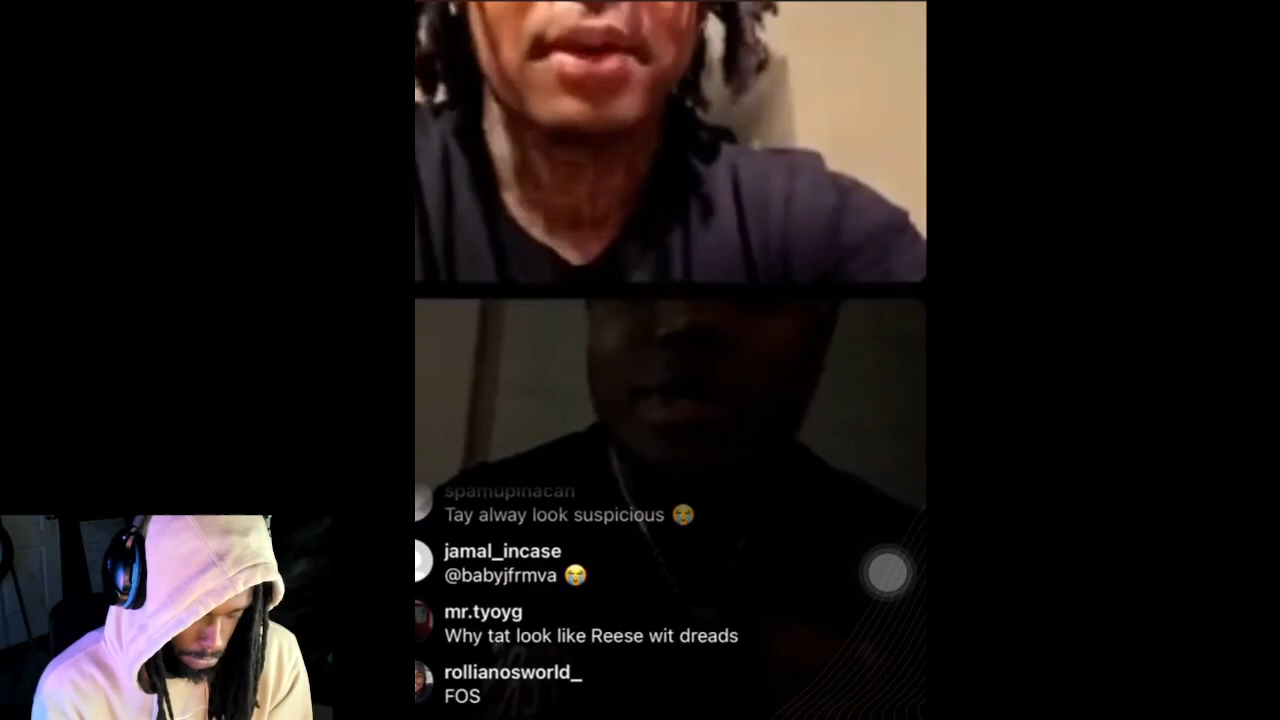 spamupinacan
Tay alway look suspicious 😭
jamal_incase
@babyjfrmva 😭
mr.tyoyg
Why tat look like Reese wit dreads
rollianosworld_
FOS